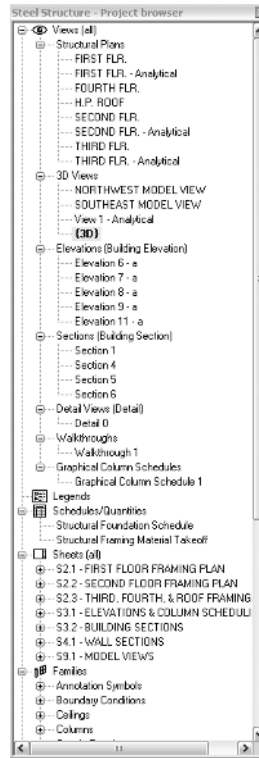 Steel Structure - Project browser
Views (all)
Structural Plans
FIRST FLR.
FIRST FLR. - Analytical
FOURTH FLR.
H.P. ROOF
SECOND FLR.
SECOND FLR. - Analytical
THIRD FLR.
THIRD FLR. - Analytical
3D Views
NORTHWEST MODEL VIEW
SOUTHEAST MODEL VIEW
View 1 - Analytical
{3D}
Elevations (Building Elevation)
Elevation 6 - a
Elevation 7 - a
Elevation 8 - a
Elevation 9 - a
Elevation 11 - a
Sections (Building Section)
Section 1
Section 4
Section 5
Section 6
Detail Views (Detail)
Detail 0
Walkthroughs
Walkthrough 1
Graphical Column Schedules
Graphical Column Schedule 1
Legends
Schedules/Quantities
Structural Foundation Schedule
Structural Framing Material Takeoff
Sheets (all)
S2.1 - FIRST FLOOR FRAMING PLAN
S2.2 - SECOND FLOOR FRAMING PLAN
S2.3 - THIRD, FOURTH, & ROOF FRAMING
S3.1 - ELEVATIONS & COLUMN SCHEDULI
S3.2 - BUILDING SECTIONS
S4.1 - WALL SECTIONS
S9.1 - MODEL VIEWS
Families
Annotation Symbols
Boundary Conditions
Ceilings
Columns